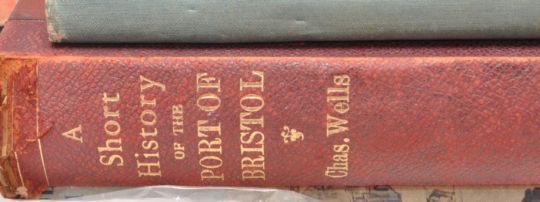 A
Short
History
OF THE
PORT OF
BRISTOL
Chas. Wells